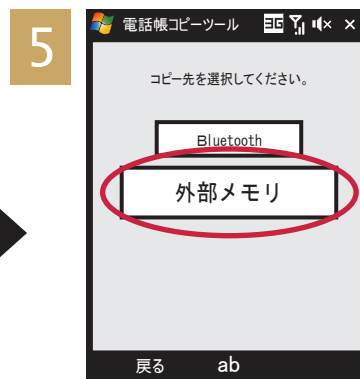 5
電話帳コピーツール
コピー先を選択してください。
Bluetooth
外部メモリ
戻る ab